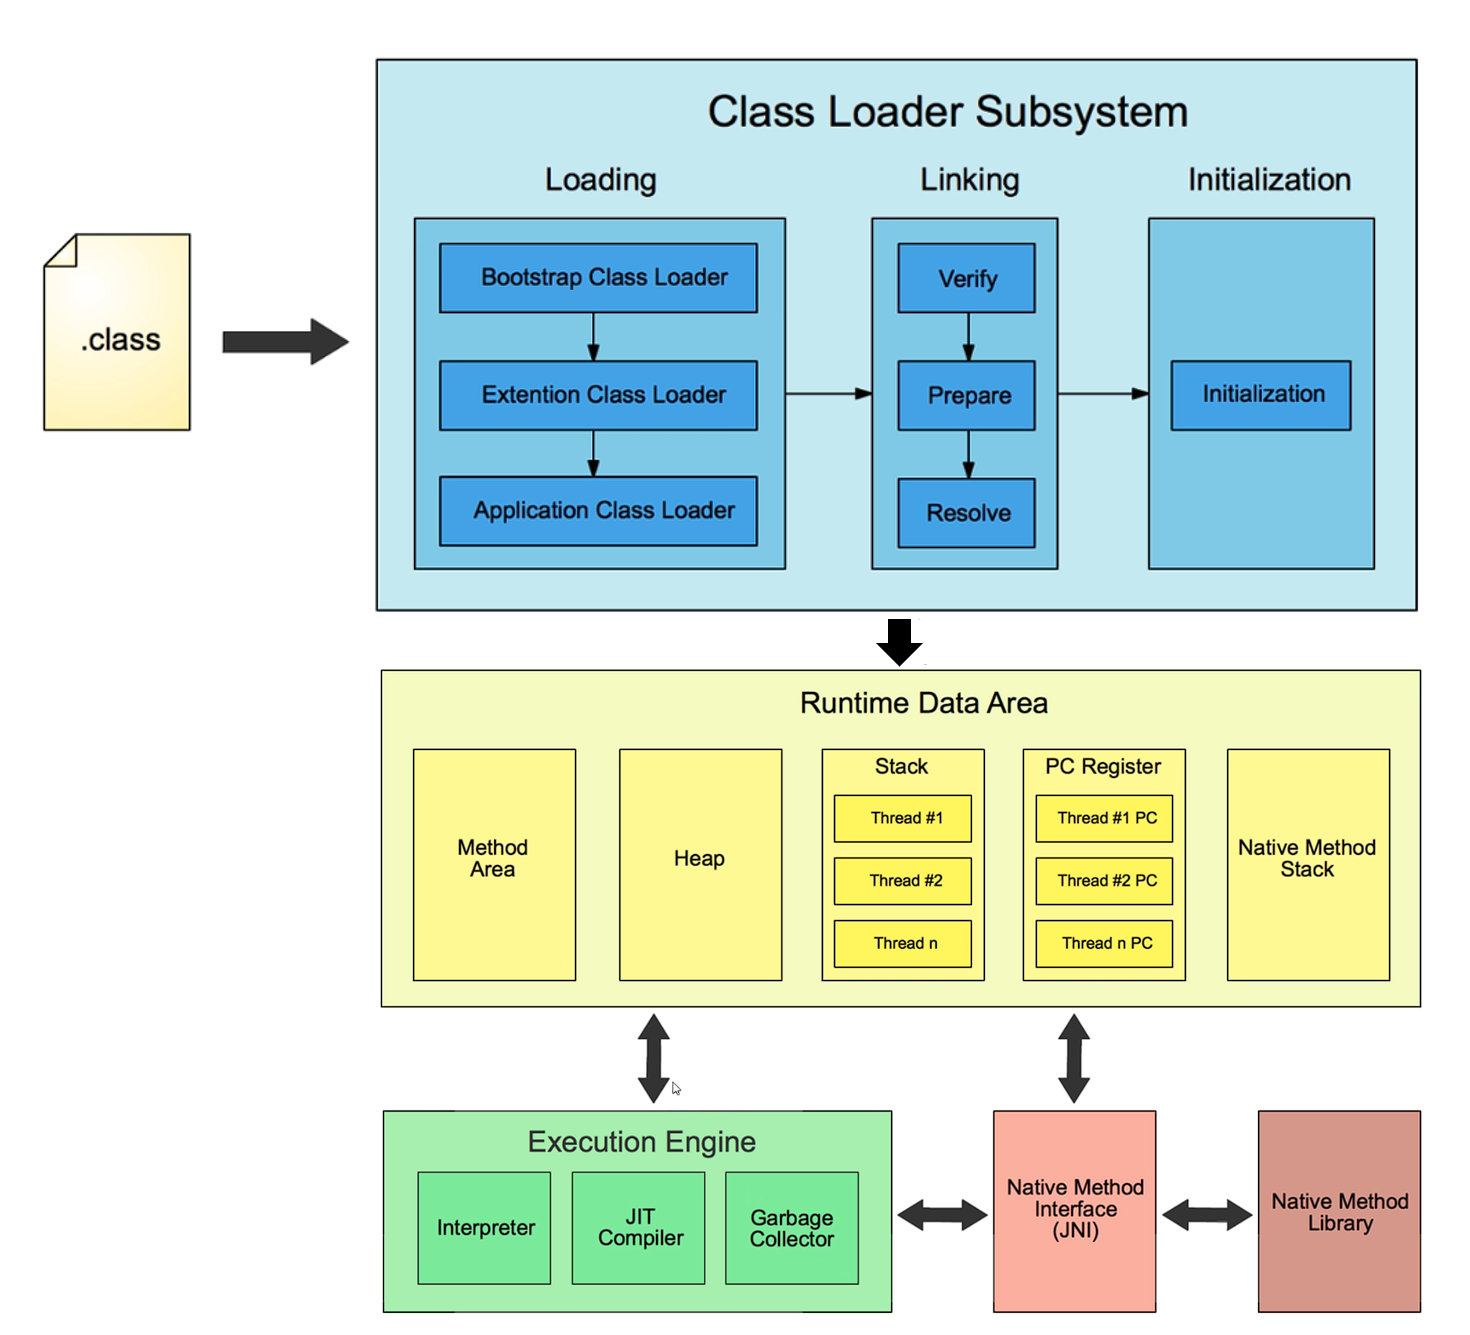 Class Loader Subsystem
Loading
Linking
Initialization
.class
Bootstrap Class Loader
Extention Class Loader
Application Class Loader
Verify
Prepare
Resolve
Initialization
Runtime Data Area
Method
Area
Heap
Stack
Thread #1
Thread #2
Thread n
PC Register
Thread #1 PC
Thread #2 PC
Thread n PC
Native Method
Stack
Execution Engine
Interpreter
JIT
Compiler
Garbage
Collector
Native Method
Interface
(JNI)
Native Method
Library